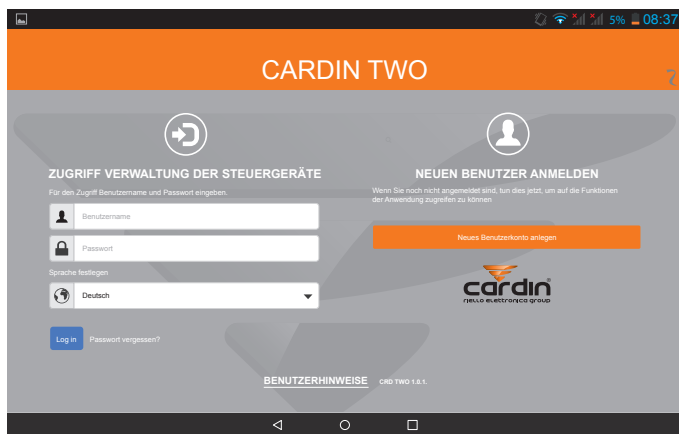 5% 08:37
CARDIN TWO
ZUGRIFF VERWALTUNG DER STEUERGERÄTE
Für den Zugriff Benutzername und Passwort eingeben.
Benutzername
Passwort
Sprache festlegen
Deutsch
Log in Passwort vergessen?
NEUEN BENUTZER ANMELDEN
Wenn Sie noch nicht angemeldet sind, tun dies jetzt, um auf die Funktionen
der Anwendung zugreifen zu können
Neues Benutzerkonto anlegen
cardin
nello elettronica group
BENUTZERHINWEISE CRD TWO 1.0.1.